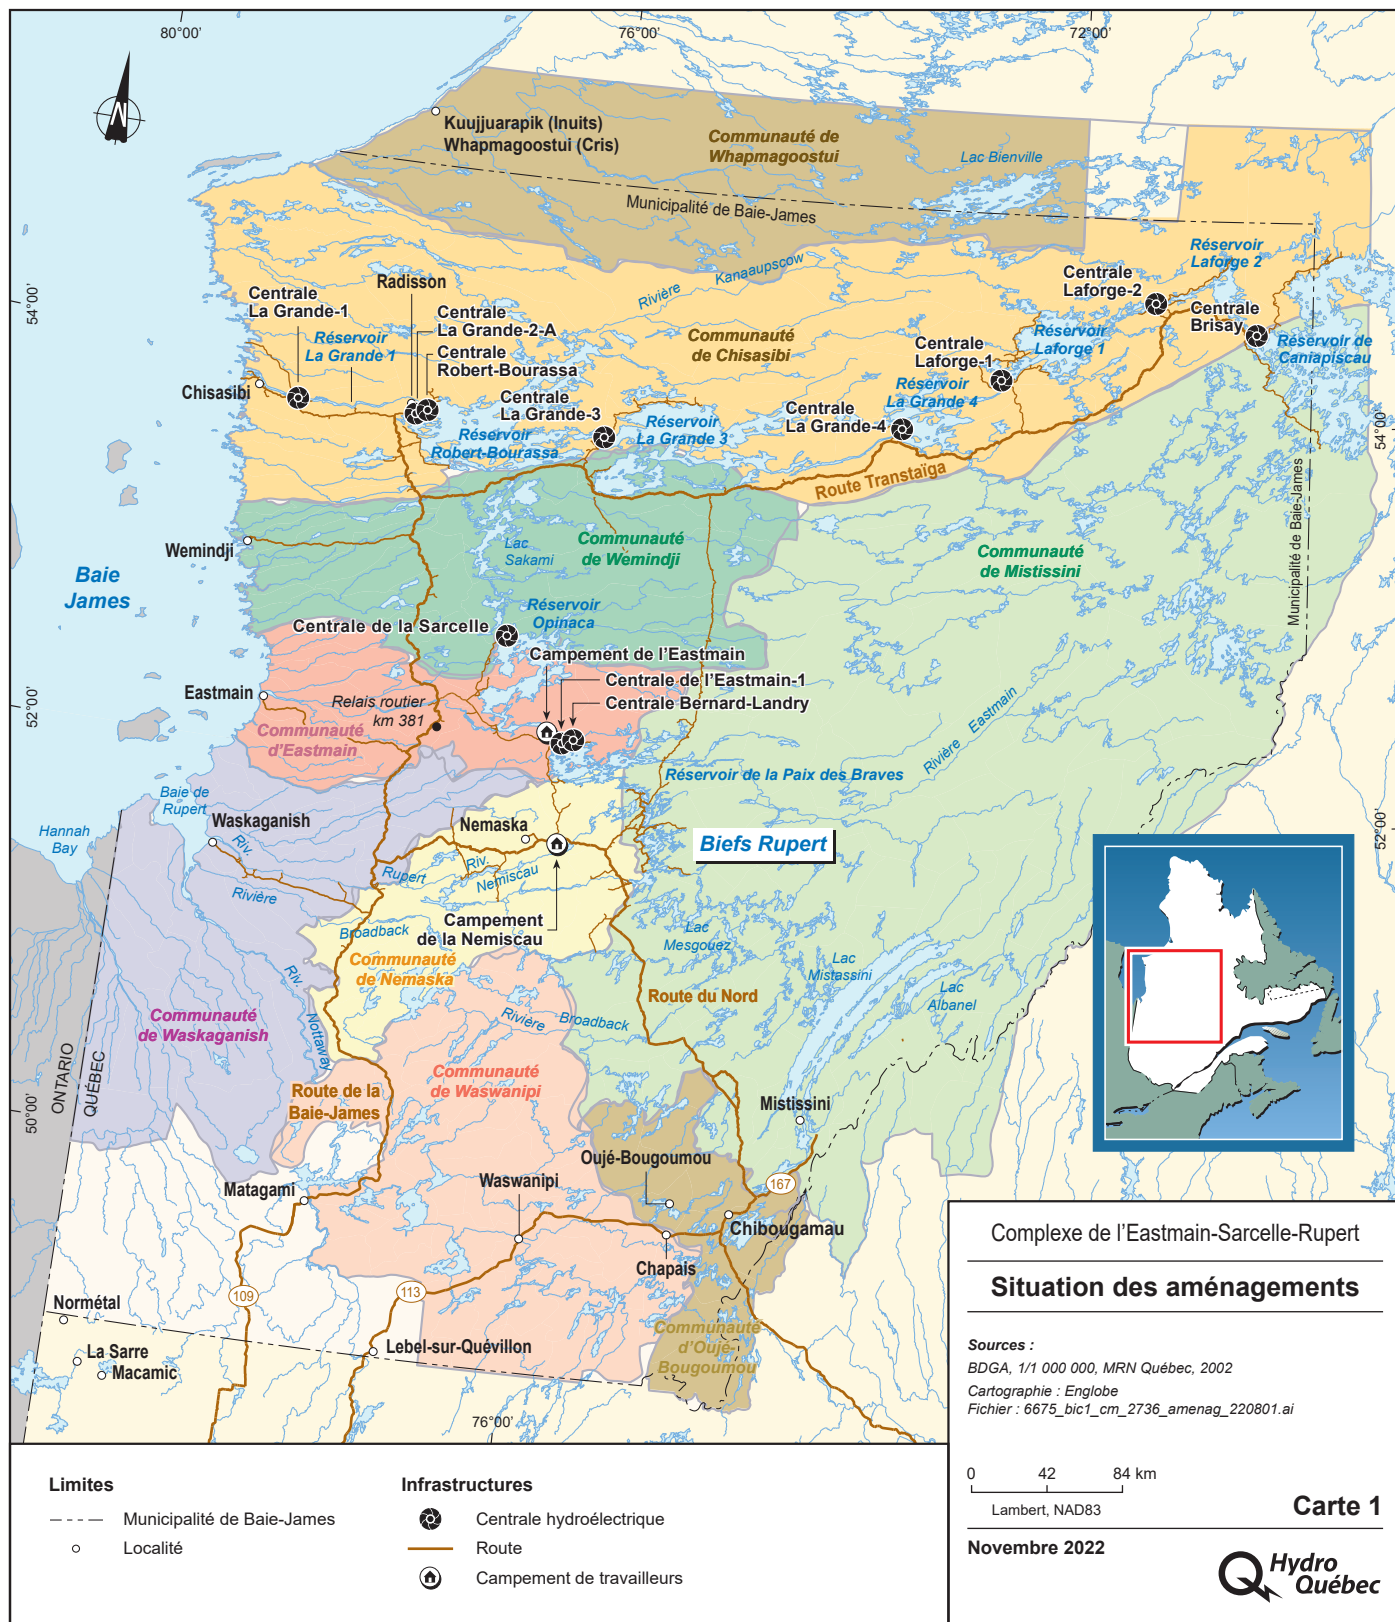 80°00'
76°00'
72°00'
N
Kuujjuarapik (Inuits)
Whapmagoostui (Cris)
Communauté de
Whapmagoostui
Lac Bienville
Municipalité de Baie-James
Réservoir
Laforge 2
Rivière Kanaaupscow
Radisson
Centrale
Laforge-2
54°00'
Centrale
La Grande-1
Centrale
La Grande-2-A
Centrale
Brisay
Réservoir
La Grande 1
Communauté
de Chisasibi
Centrale
Laforge-1
Réservoir
Laforge 1
Réservoir de
Caniapiscau
Centrale
Robert-Bourassa
Chisasibi
Centrale
La Grande-3
Réservoir
La Grande 4
Centrale
La Grande-4
Réservoir
La Grande 3
Réservoir
Robert-Bourassa
54°00'
Route Transtaïga
Municipalité de Baie-James
Wemindji
Lac
Sakami
Communauté
de Wemindji
Communauté
de Mistissini
Baie
James
Réservoir
Opinaca
Centrale de la Sarcelle
Campement de l'Eastmain
Centrale de l'Eastmain-1
Centrale Bernard-Landry
Eastmain
52°00'
Relais routier
km 381
Communauté
d'Eastmain
Rivière Eastmain
Réservoir de la Paix des Braves
Baie de
Rupert
Hannah
Bay
Waskaganish
Nemaska
Biefs Rupert
52°00'
Riv.
Rupert
Riv.
Nemiscau
Rivière
Campement
de la Nemiscau
Broadback
Lac
Mesgouez
Communauté
de Nemaska
Lac
Mistassini
Lac
Albanel
Riv.
Nottaway
Route du Nord
Communauté
de Waskaganish
Rivière Broadback
ONTARIO
QUÉBEC
Communauté
de Waswanipi
Route de la
Baie-James
50°00'
Mistissini
Oujé-Bougoumou
Waswanipi
Matagami
167
Chibougamau
Chapais
109
113
Normétal
Communauté
d'Oujé-
Bougoumou
La Sarre
Macamic
Lebel-sur-Quévillon
76°00'
Complexe de l'Eastmain-Sarcelle-Rupert
Situation des aménagements
Sources :
BDGA, 1/1 000 000, MRN Québec, 2002
Cartographie : Englobe
Fichier : 6675_bic1_cm_2736_amenag_220801.ai
0 42 84 km
Lambert, NAD83
Carte 1
Novembre 2022
Hydro
Québec
Limites
Municipalité de Baie-James
Localité
Infrastructures
Centrale hydroélectrique
Route
Campement de travailleurs